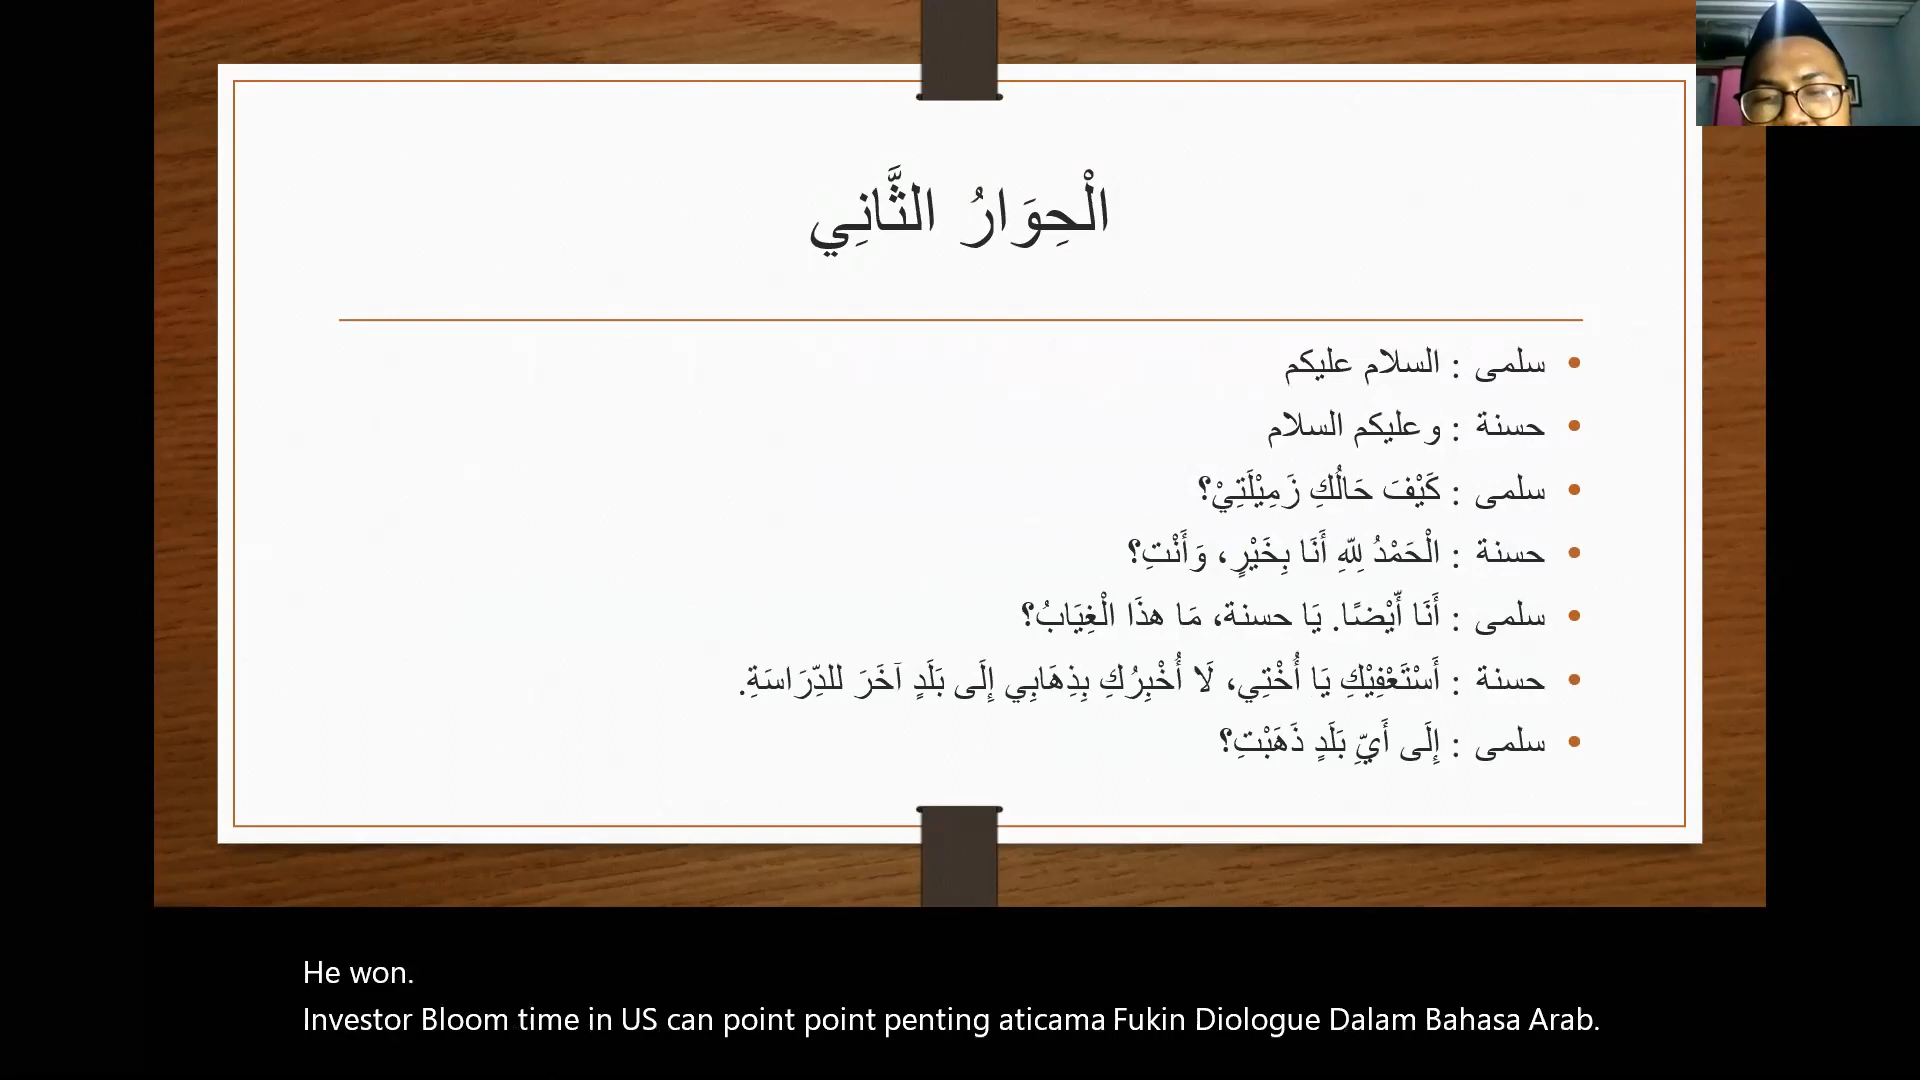 الْحِوَارُ الثَّانِي
• سلمى : السلام عليكم
• حسنة : وعليكم السلام
• سلمى : كَيْفَ حَالُكِ زَمِيْلَتِيْ؟
• حسنة : الْحَمْدُ لِلّٰهِ أَنَا بِخَيْرٍ، وَأَنْتِ؟
• سلمى : أَنَا أَيْضًا. يَا حسنة، مَا هذَا الْغِيَابُ؟
• حسنة : أَسْتَعْفِيْكِ يَا أُخْتِي، لَا أُخْبِرُكِ بِذِهَابِي إِلَى بَلَدٍ آخَرَ للدِّرَاسَةِ.
• سلمى : إِلَى أَيِّ بَلَدٍ ذَهَبْتِ؟
He won.
Investor Bloom time in US can point point penting aticama Fukin Diologue Dalam Bahasa Arab.